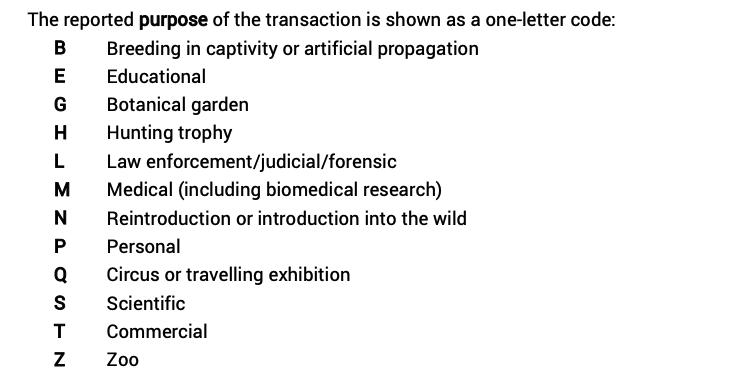 The reported purpose of the transaction is shown as a one-letter code:
B Breeding in captivity or artificial propagation
E Educational
G Botanical garden
H Hunting trophy
L Law enforcement/judicial/forensic
M Medical (including biomedical research)
N Reintroduction or introduction into the wild
P Personal
Q Circus or travelling exhibition
S Scientific
T Commercial
Z Zoo